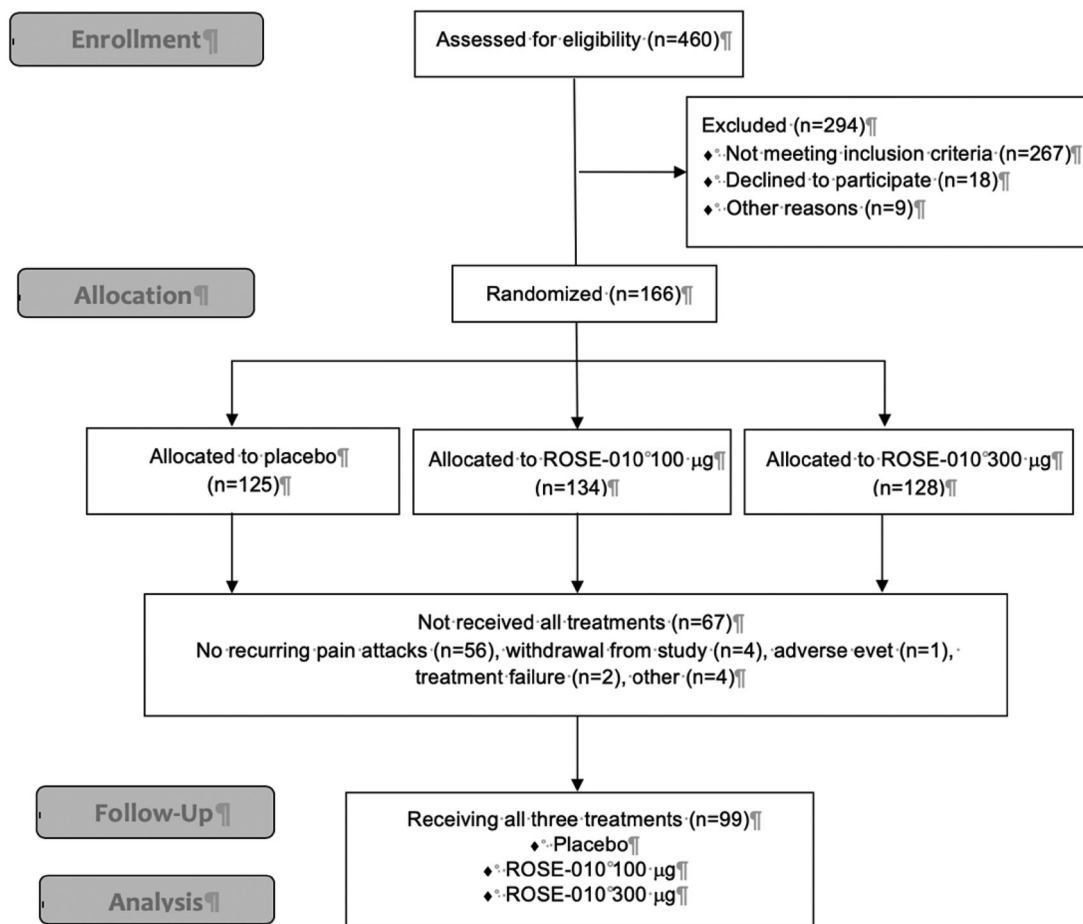 Enrollment¶
Assessed·for·eligibility·(n=460)¶
Excluded·(n=294)¶
♦°··Not·meeting·inclusion·criteria·(n=267)¶
♦°··Declined·to·participate·(n=18)¶
♦°··Other·reasons·(n=9)¶
Allocation¶
Randomized·(n=166)¶
Allocated·to·placebo¶
(n=125)¶
Allocated·to·ROSE-010°100·μg¶
(n=134)¶
Allocated·to·ROSE-010°300·μg¶
(n=128)¶
Not·received·all·treatments·(n=67)¶
No·recurring·pain·attacks·(n=56),·withdrawal·from·study·(n=4),·adverse·evet·(n=1),·
treatment·failure·(n=2),·other·(n=4)¶
Follow-Up¶
Receiving·all·three·treatments·(n=99)¶
♦°··Placebo¶
♦°··ROSE-010°100·μg¶
♦°··ROSE-010°300·μg¶
Analysis¶